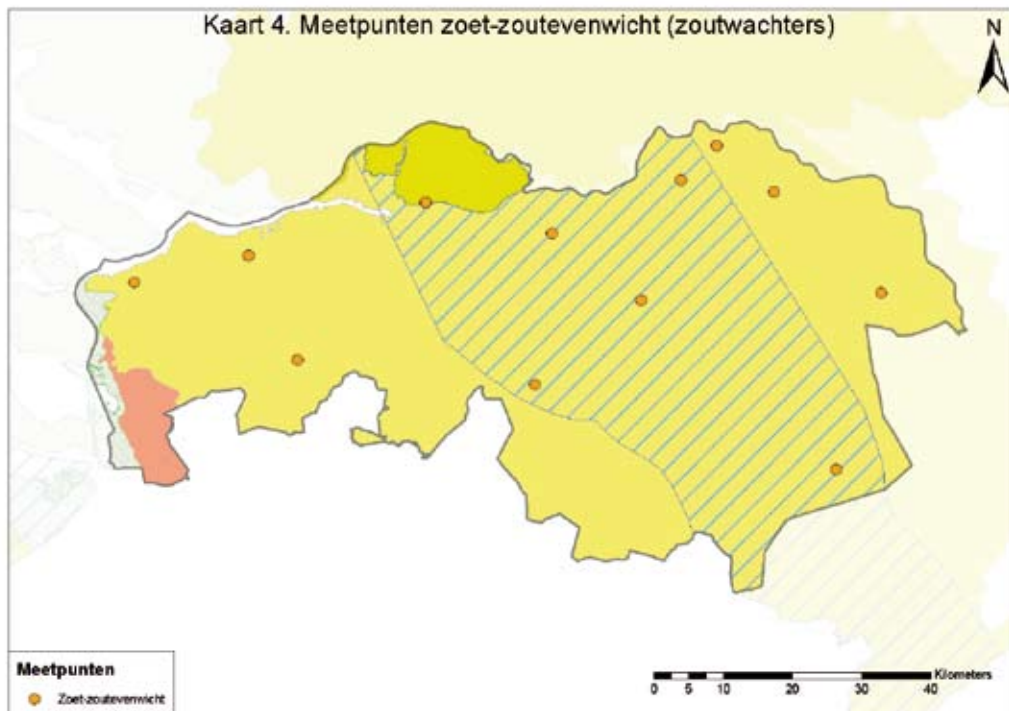 Kaart 4. Meetpunten zoet-zoutevenwicht (zoutwachters)
N
Meetpunten
Zoet-zoutevenwicht
Kilometers
0 5 10 20 30 40